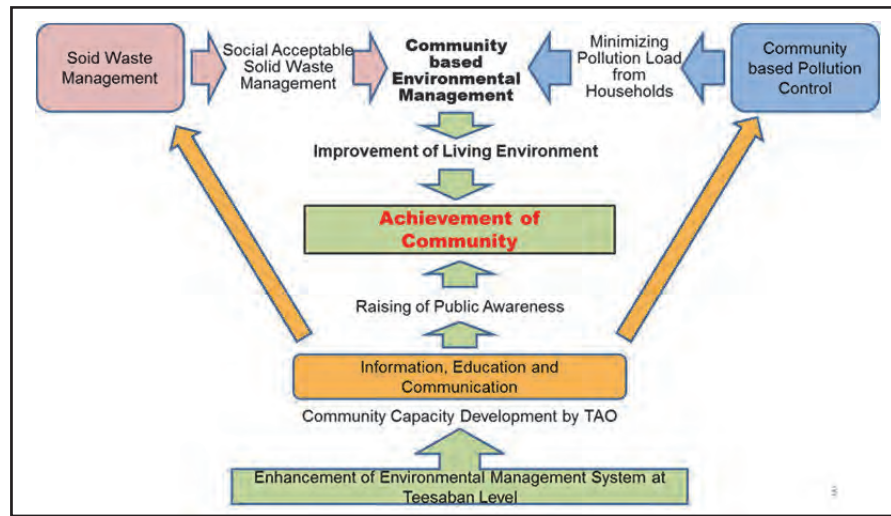 Soid Waste
Management
Social Acceptable
Solid Waste
Management
Community
based
Environmental
Management
Minimizing
Pollution Load
from
Households
Community
based Pollution
Control
Improvement of Living Environment
Achievement of
Community
Raising of Public Awareness
Information, Education and
Communication
Community Capacity Development by TAO
Enhancement of Environmental Management System at
Teesaban Level